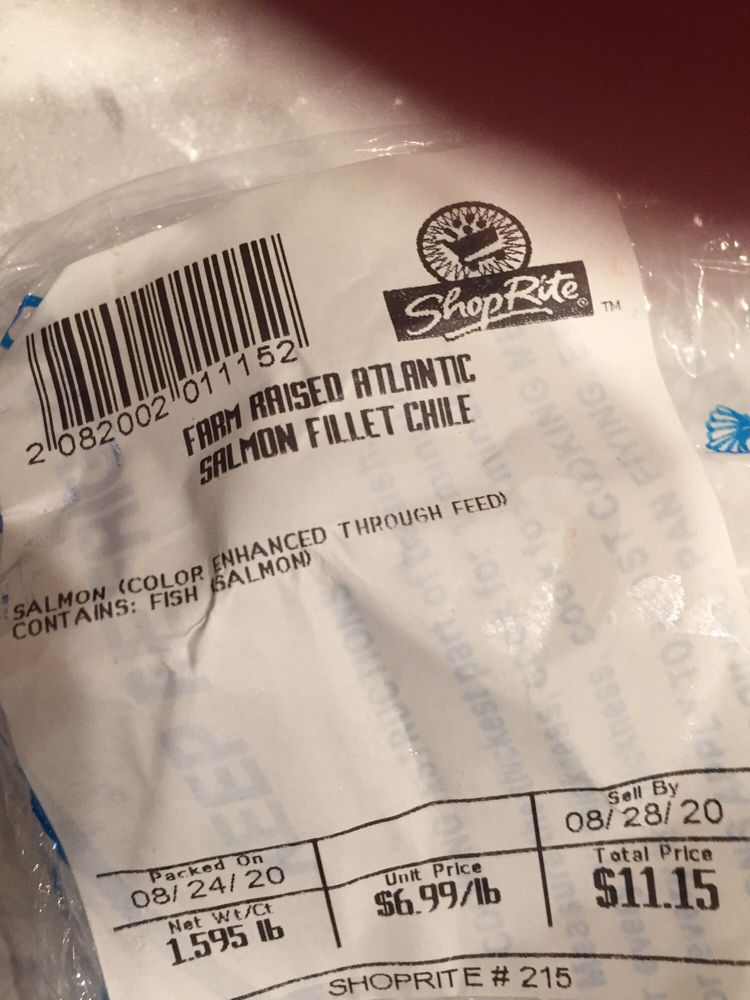 ShopRite® TM
2 082002 011152
FARM RAISED ATLANTIC
SALMON FILLET CHILE
SALMON (COLOR ENHANCED THROUGH FEED)
CONTAINS: FISH (SALMON)
Sell By
08/ 28/ 20
Packed On
08/ 24/ 20
Unit Price
$6.99/lb
Total Price
$11.15
Net Wt/Ct
1.595 lb
SHOPRITE # 215